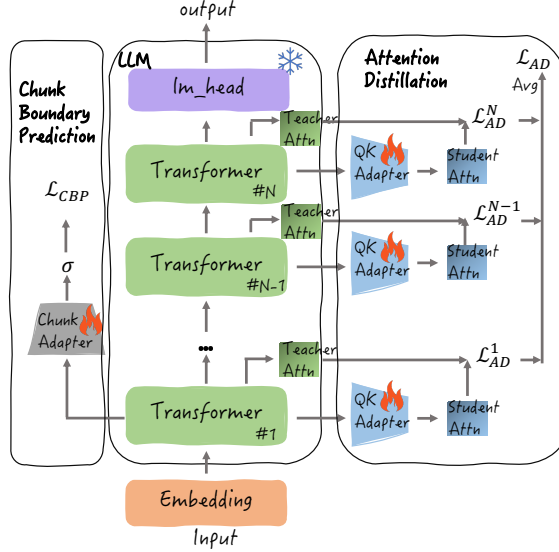 output
LLM
Chunk
Boundary
Prediction
Attention
Distillation
ℒ_AD
Avg
lm_head
Teacher
Attn
ℒ_AD^N
Transformer
#N
QK
Adapter
Student
Attn
ℒ_CBP
Teacher
Attn
ℒ_AD^{N-1}
Transformer
#N-1
QK
Adapter
Student
Attn
σ
Chunk
Adapter
...
Teacher
Attn
ℒ_AD^1
Transformer
#1
QK
Adapter
Student
Attn
Embedding
Input